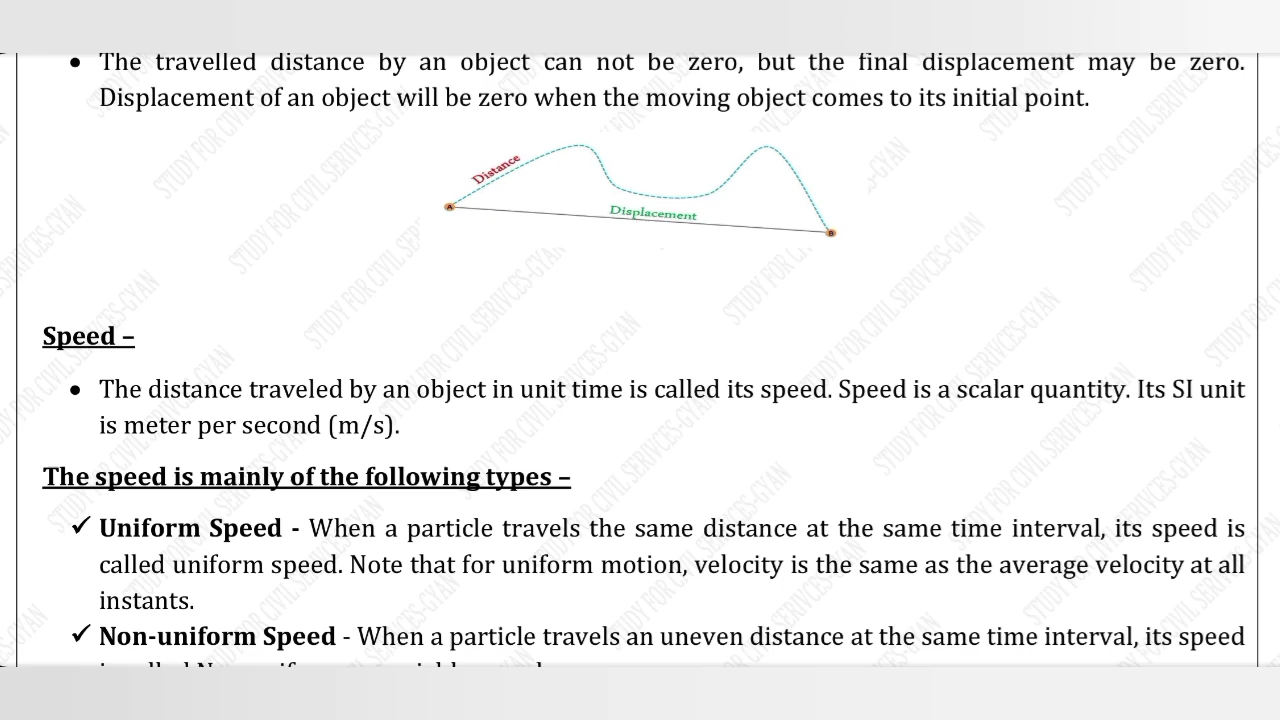 • The travelled distance by an object can not be zero, but the final displacement may be zero.
Displacement of an object will be zero when the moving object comes to its initial point.
Distance
A
Displacement
B
Speed –
• The distance traveled by an object in unit time is called its speed. Speed is a scalar quantity. Its SI unit
is meter per second (m/s).
The speed is mainly of the following types –
✓ Uniform Speed - When a particle travels the same distance at the same time interval, its speed is
called uniform speed. Note that for uniform motion, velocity is the same as the average velocity at all
instants.
✓ Non-uniform Speed - When a particle travels an uneven distance at the same time interval, its speed
STUDY FOR CIVIL SERIVCES-GYAN